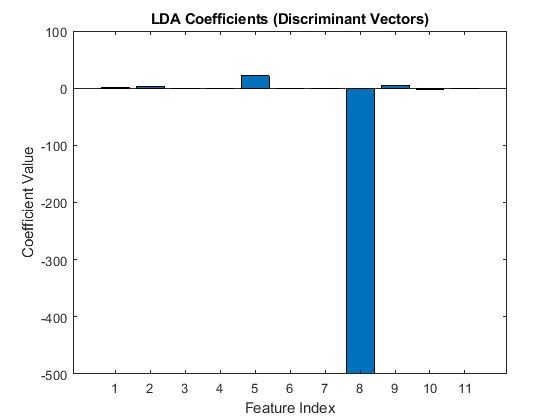 LDA Coefficients (Discriminant Vectors)
100
0
-100
-200
-300
-400
-500
Coefficient Value
1 2 3 4 5 6 7 8 9 10 11
Feature Index